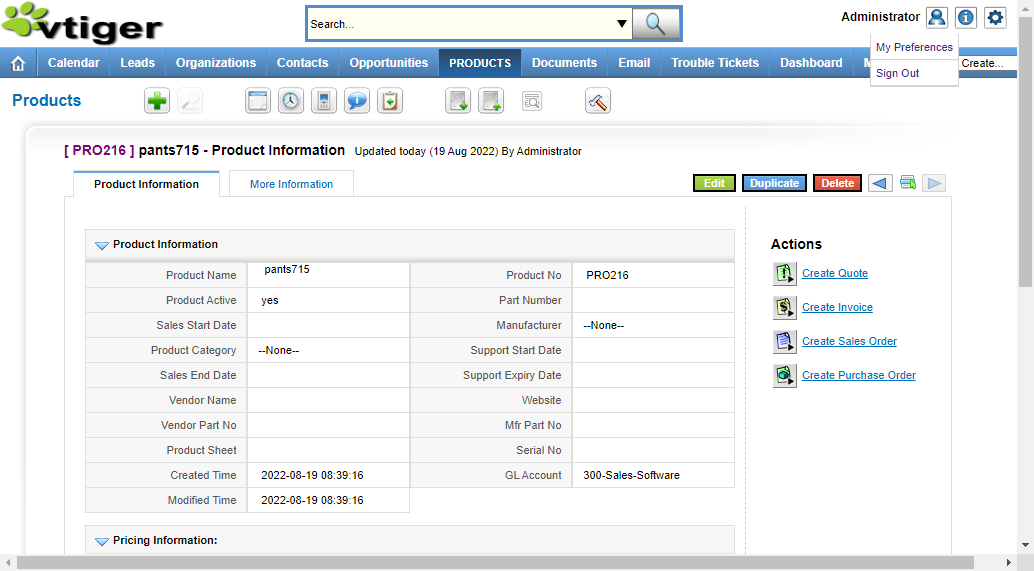 vtiger
Search...
Administrator
My Preferences
Sign Out
Calendar Leads Organizations Contacts Opportunities PRODUCTS Documents Email Trouble Tickets Dashboard Create...
Products
[ PRO216 ] pants715 - Product Information Updated today (19 Aug 2022) By Administrator
Product Information More Information Edit Duplicate Delete
Product Information
Product Name pants715 Product No PRO216
Product Active yes Part Number
Sales Start Date Manufacturer --None--
Product Category --None-- Support Start Date
Sales End Date Support Expiry Date
Vendor Name Website
Vendor Part No Mfr Part No
Product Sheet Serial No
Created Time 2022-08-19 08:39:16 GL Account 300-Sales-Software
Modified Time 2022-08-19 08:39:16
Pricing Information:
Actions
Create Quote
Create Invoice
Create Sales Order
Create Purchase Order